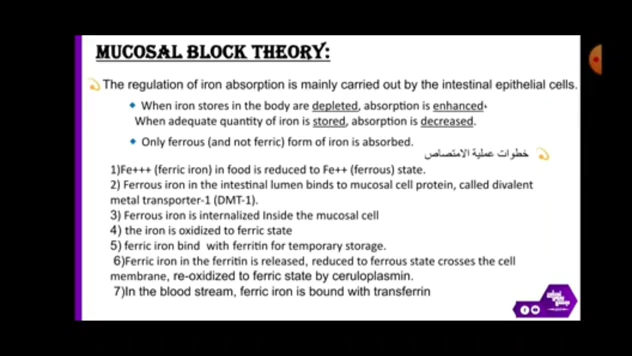 MUCOSAL BLOCK THEORY:
The regulation of iron absorption is mainly carried out by the intestinal epithelial cells.
When iron stores in the body are depleted, absorption is enhanced.
When adequate quantity of iron is stored, absorption is decreased.
Only ferrous (and not ferric) form of iron is absorbed.
خطوات عملية الامتصاص
1)Fe+++ (ferric iron) in food is reduced to Fe++ (ferrous) state.
2) Ferrous iron in the intestinal lumen binds to mucosal cell protein, called divalent
metal transporter-1 (DMT-1).
3) Ferrous iron is internalized Inside the mucosal cell
4) the iron is oxidized to ferric state
5) ferric iron bind with ferritin for temporary storage.
6)Ferric iron in the ferritin is released, reduced to ferrous state crosses the cell
membrane, re-oxidized to ferric state by ceruloplasmin.
7)In the blood stream, ferric iron is bound with transferrin